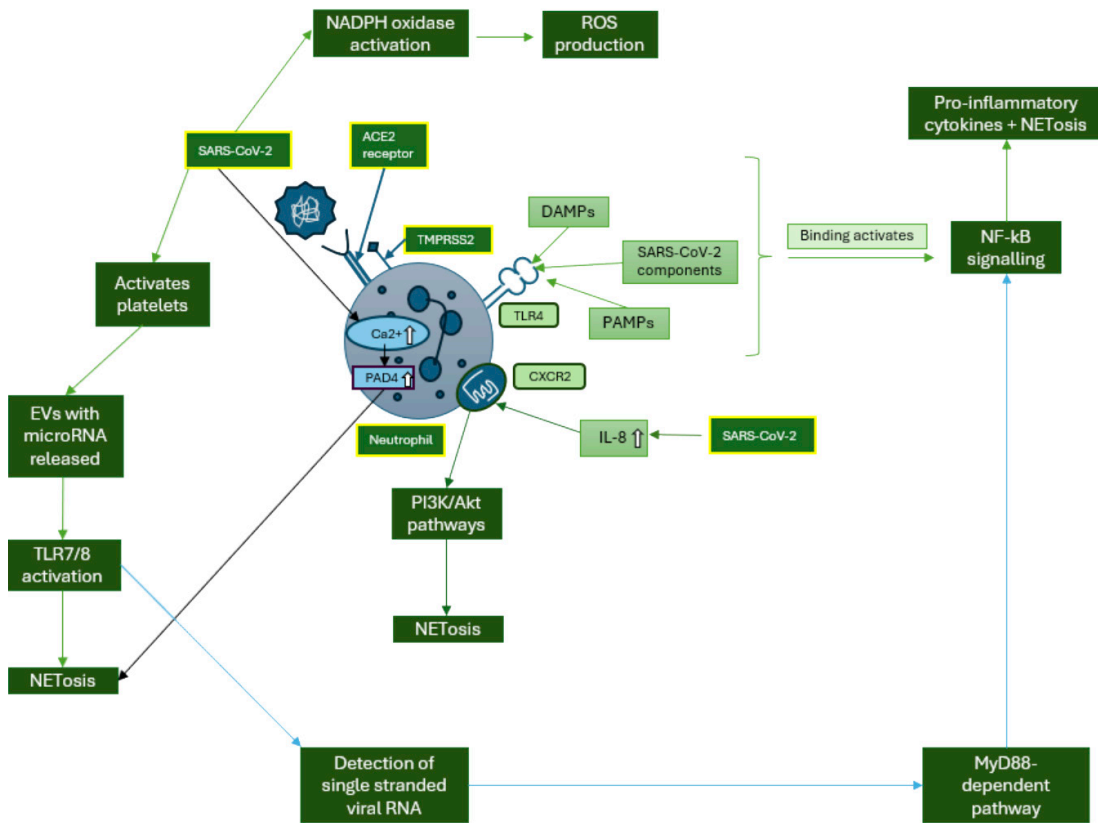 NADPH oxidase
activation
ROS
production
Pro-inflammatory
cytokines + NETosis
SARS-CoV-2
ACE2
receptor
DAMPs
TMPRSS2
SARS-CoV-2
components
Binding activates
NF-kB
signalling
Activates
platelets
TLR4
PAMPs
Ca2+
PAD4
CXCR2
EVs with
microRNA
released
Neutrophil
IL-8
SARS-CoV-2
PI3K/Akt
pathways
TLR7/8
activation
NETosis
NETosis
Detection of
single stranded
viral RNA
MyD88-
dependent
pathway